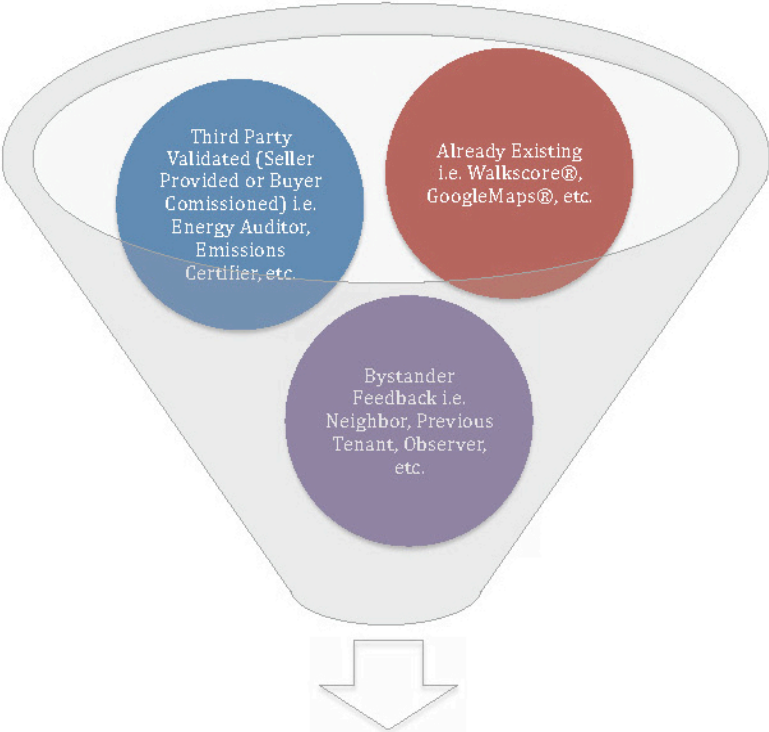 Third Party
Validated (Seller
Provided or Buyer
Comissioned) i.e.
Energy Auditor,
Emissions
Certifier, etc.
Already Existing
i.e. Walkscore®,
GoogleMaps®, etc.
Bystander
Feedback i.e.
Neighbor, Previous
Tenant, Observer,
etc.